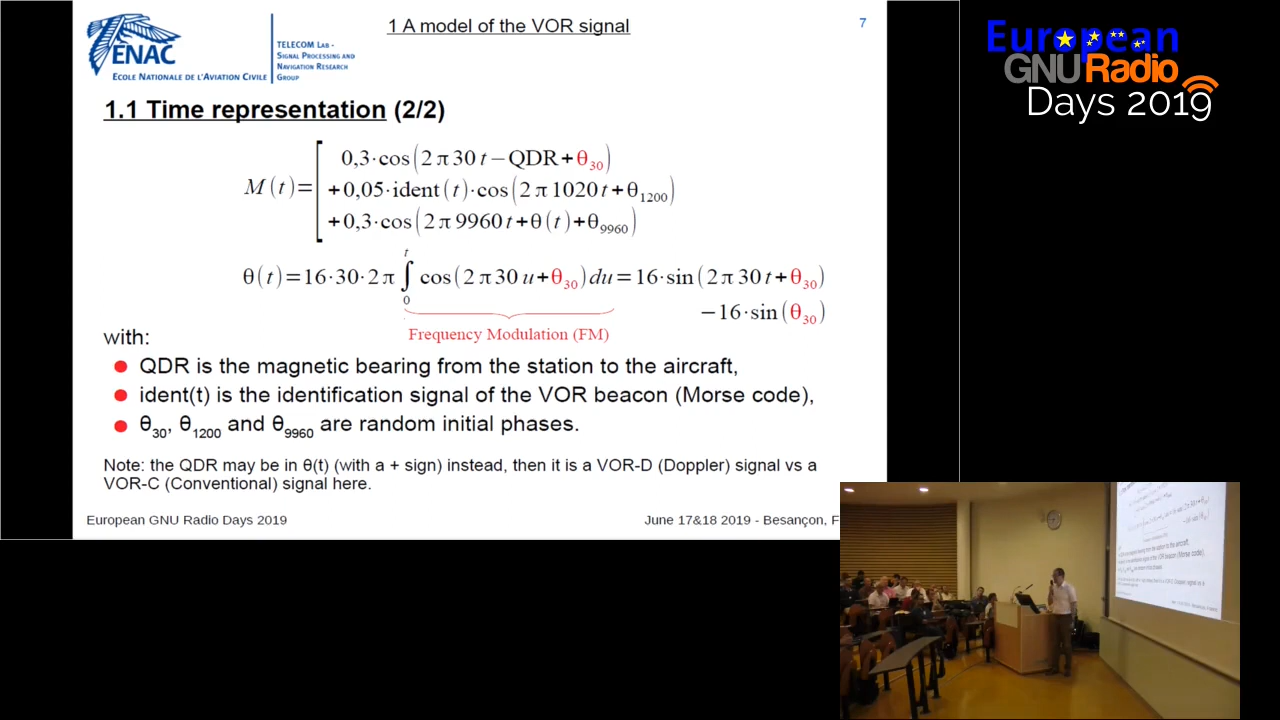 ENAC
ECOLE NATIONALE DE L'AVIATION CIVILE
TELECOM LAB -
SIGNAL PROCESSING AND
NAVIGATION RESEARCH
GROUP
1 A model of the VOR signal
7
European
GNURadio
Days 2019
1.1 Time representation (2/2)
M(t)=[ 0,3·cos(2π30t−QDR+θ₃₀)
+0,05·ident(t)·cos(2π1020t+θ₁₂₀₀)
+0,3·cos(2π9960t+θ(t)+θ₉₉₆₀)
θ(t)=16·30·2π∫₀ᵗcos(2π30u+θ₃₀)du=16·sin(2π30t+θ₃₀)
−16·sin(θ₃₀)
Frequency Modulation (FM)
with:
● QDR is the magnetic bearing from the station to the aircraft,
● ident(t) is the identification signal of the VOR beacon (Morse code),
● θ₃₀, θ₁₂₀₀ and θ₉₉₆₀ are random initial phases.
Note: the QDR may be in θ(t) (with a + sign) instead, then it is a VOR-D (Doppler) signal vs a
VOR-C (Conventional) signal here.
European GNU Radio Days 2019
June 17&18 2019 - Besançon, F